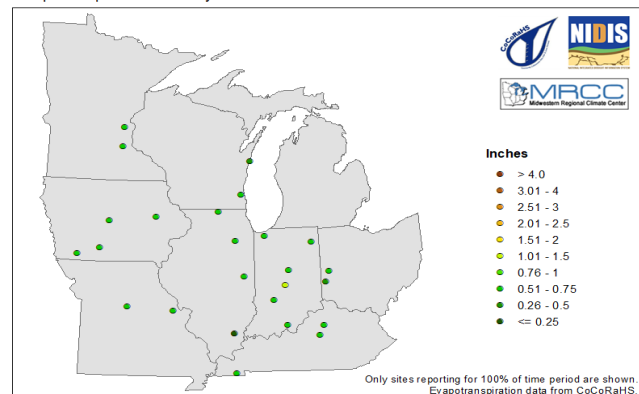 CoCoRaHS
NIDIS
MRCC
Midwestern Regional Climate Center
Inches
> 4.0
3.01 - 4
2.51 - 3
2.01 - 2.5
1.51 - 2
1.01 - 1.5
0.76 - 1
0.51 - 0.75
0.26 - 0.5
<= 0.25
Only sites reporting for 100% of time period are shown.
Evapotranspiration data from CoCoRaHS.